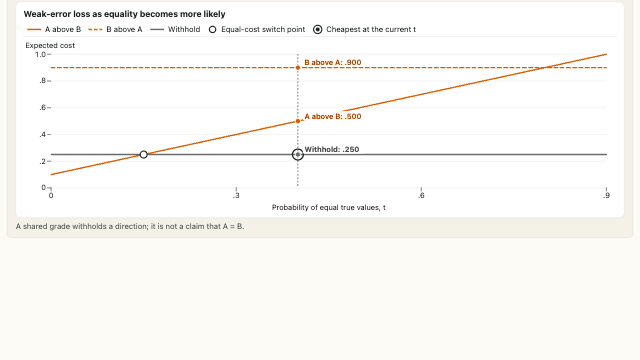 Weak-error loss as equality becomes more likely
A above B
B above A
Withhold
Equal-cost switch point
Cheapest at the current t
Expected cost
1.0
.8
.6
.4
.2
0
B above A: .900
A above B: .500
Withhold: .250
0
.3
.6
.9
Probability of equal true values, t
A shared grade withholds a direction; it is not a claim that A = B.